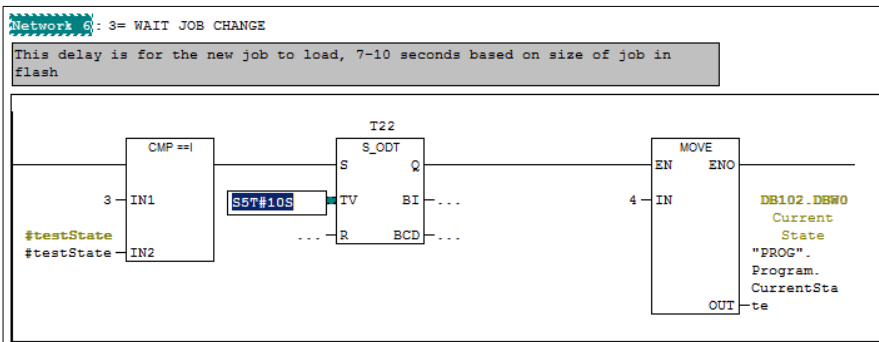 Network 6: 3= WAIT JOB CHANGE
This delay is for the new job to load, 7-10 seconds based on size of job in
flash
T22
CMP ==I
S_ODT
MOVE
S Q
EN ENO
3 IN1
S5T#10S TV BI ...
4 IN
DB102.DBW0
Current
State
"PROG".
Program.
CurrentSta
te
#testState
#testState IN2
... R BCD ...
OUT